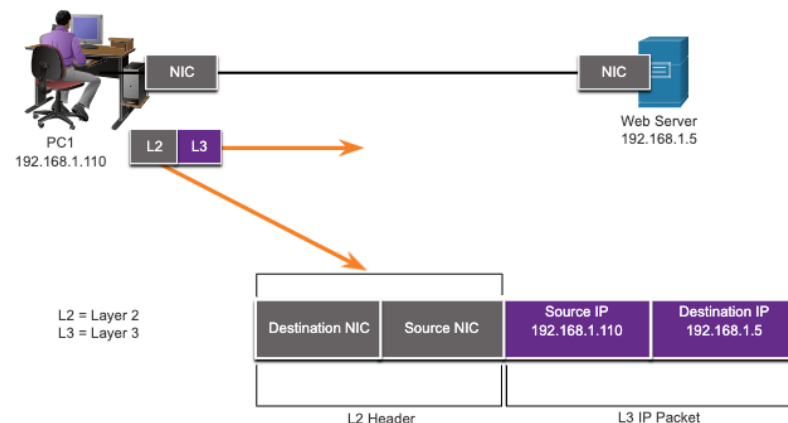 NIC
NIC
Web Server
192.168.1.5
PC1
192.168.1.110
L2 L3
L2 = Layer 2
L3 = Layer 3
Destination NIC
Source NIC
Source IP
192.168.1.110
Destination IP
192.168.1.5
L2 Header
L3 IP Packet